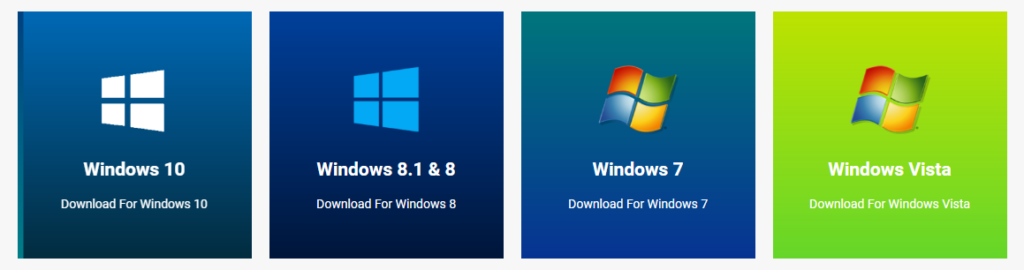 Windows 10
Download For Windows 10
Windows 8.1 & 8
Download For Windows 8
Windows 7
Download For Windows 7
Windows Vista
Download For Windows Vista